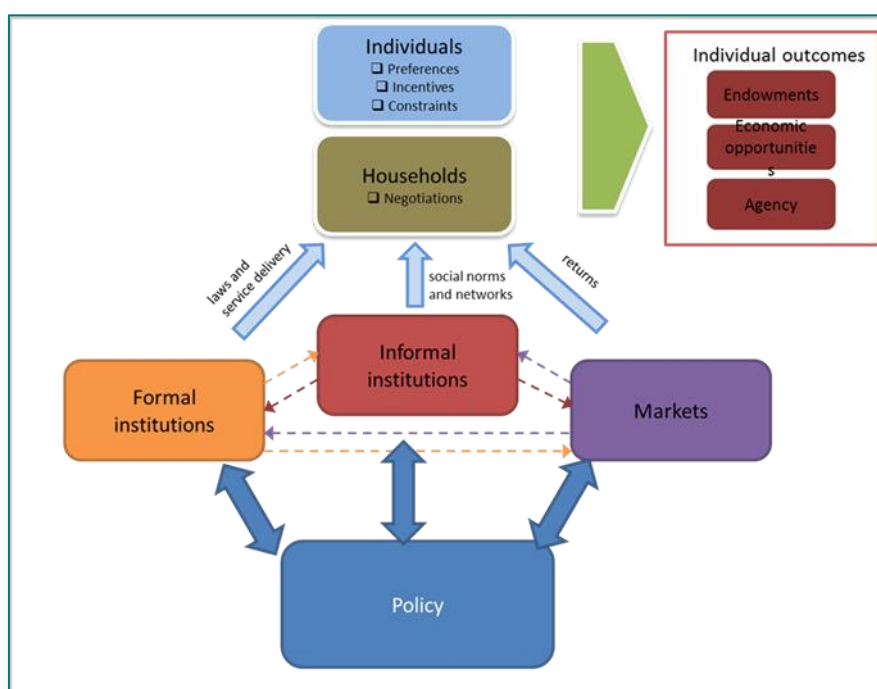 Individuals
❑ Preferences
❑ Incentives
❑ Constraints
Individual outcomes
Endowments
Economic
opportunitie
s
Agency
Households
❑ Negotiations
laws and
service delivery
social norms
and networks
returns
Formal
institutions
Informal
institutions
Markets
Policy